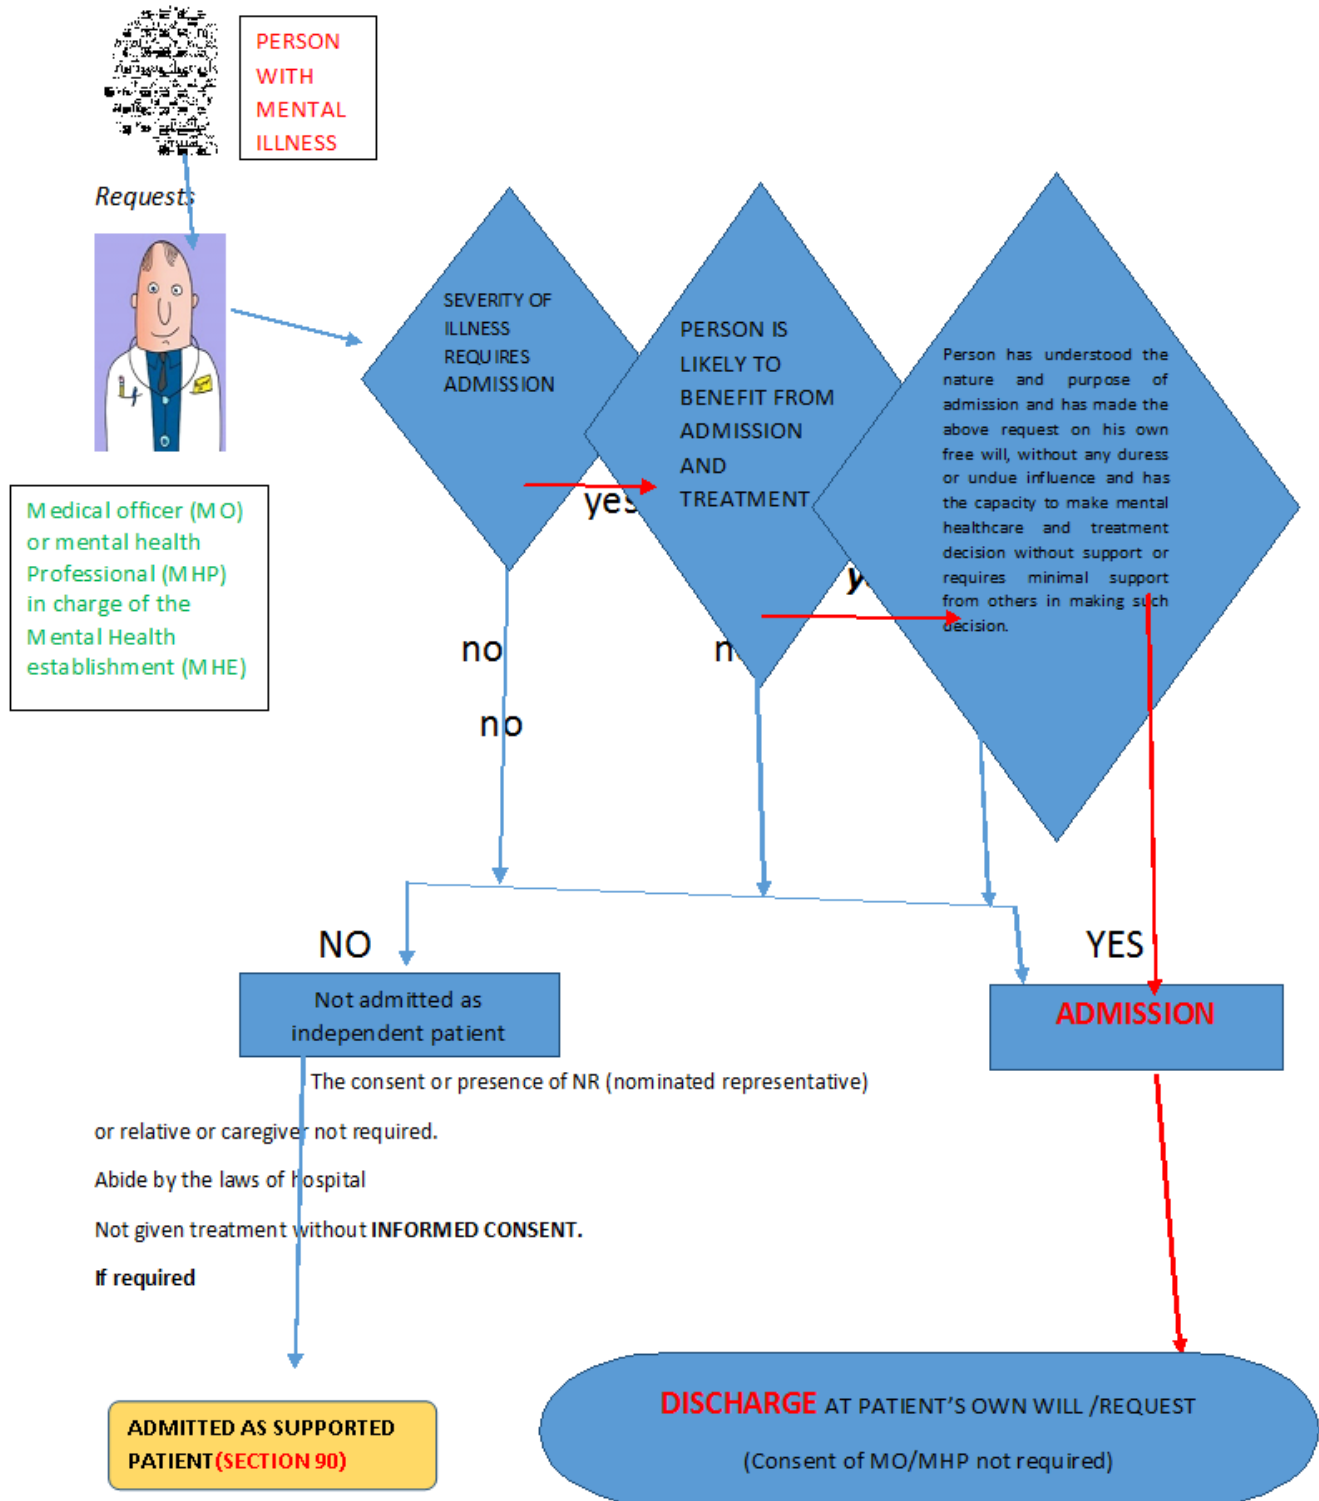 PERSON
WITH
MENTAL
ILLNESS
Requests
Medical officer (MO)
or mental health
Professional (MHP)
in charge of the
Mental Health
establishment (MHE)
SEVERITY OF
ILLNESS
REQUIRES
ADMISSION
yes
no
no
PERSON IS
LIKELY TO
BENEFIT FROM
ADMISSION
AND
TREATMENT
Person has understood the
nature and purpose of
admission and has made the
above request on his own
free will, without any duress
or undue influence and has
the capacity to make mental
healthcare and treatment
decision without support or
requires minimal support
from others in making such
decision.
NO
YES
Not admitted as
independent patient
ADMISSION
The consent or presence of NR (nominated representative)
or relative or caregiver not required.
Abide by the laws of hospital
Not given treatment without INFORMED CONSENT.
If required
ADMITTED AS SUPPORTED
PATIENT(SECTION 90)
DISCHARGE AT PATIENT'S OWN WILL /REQUEST
(Consent of MO/MHP not required)